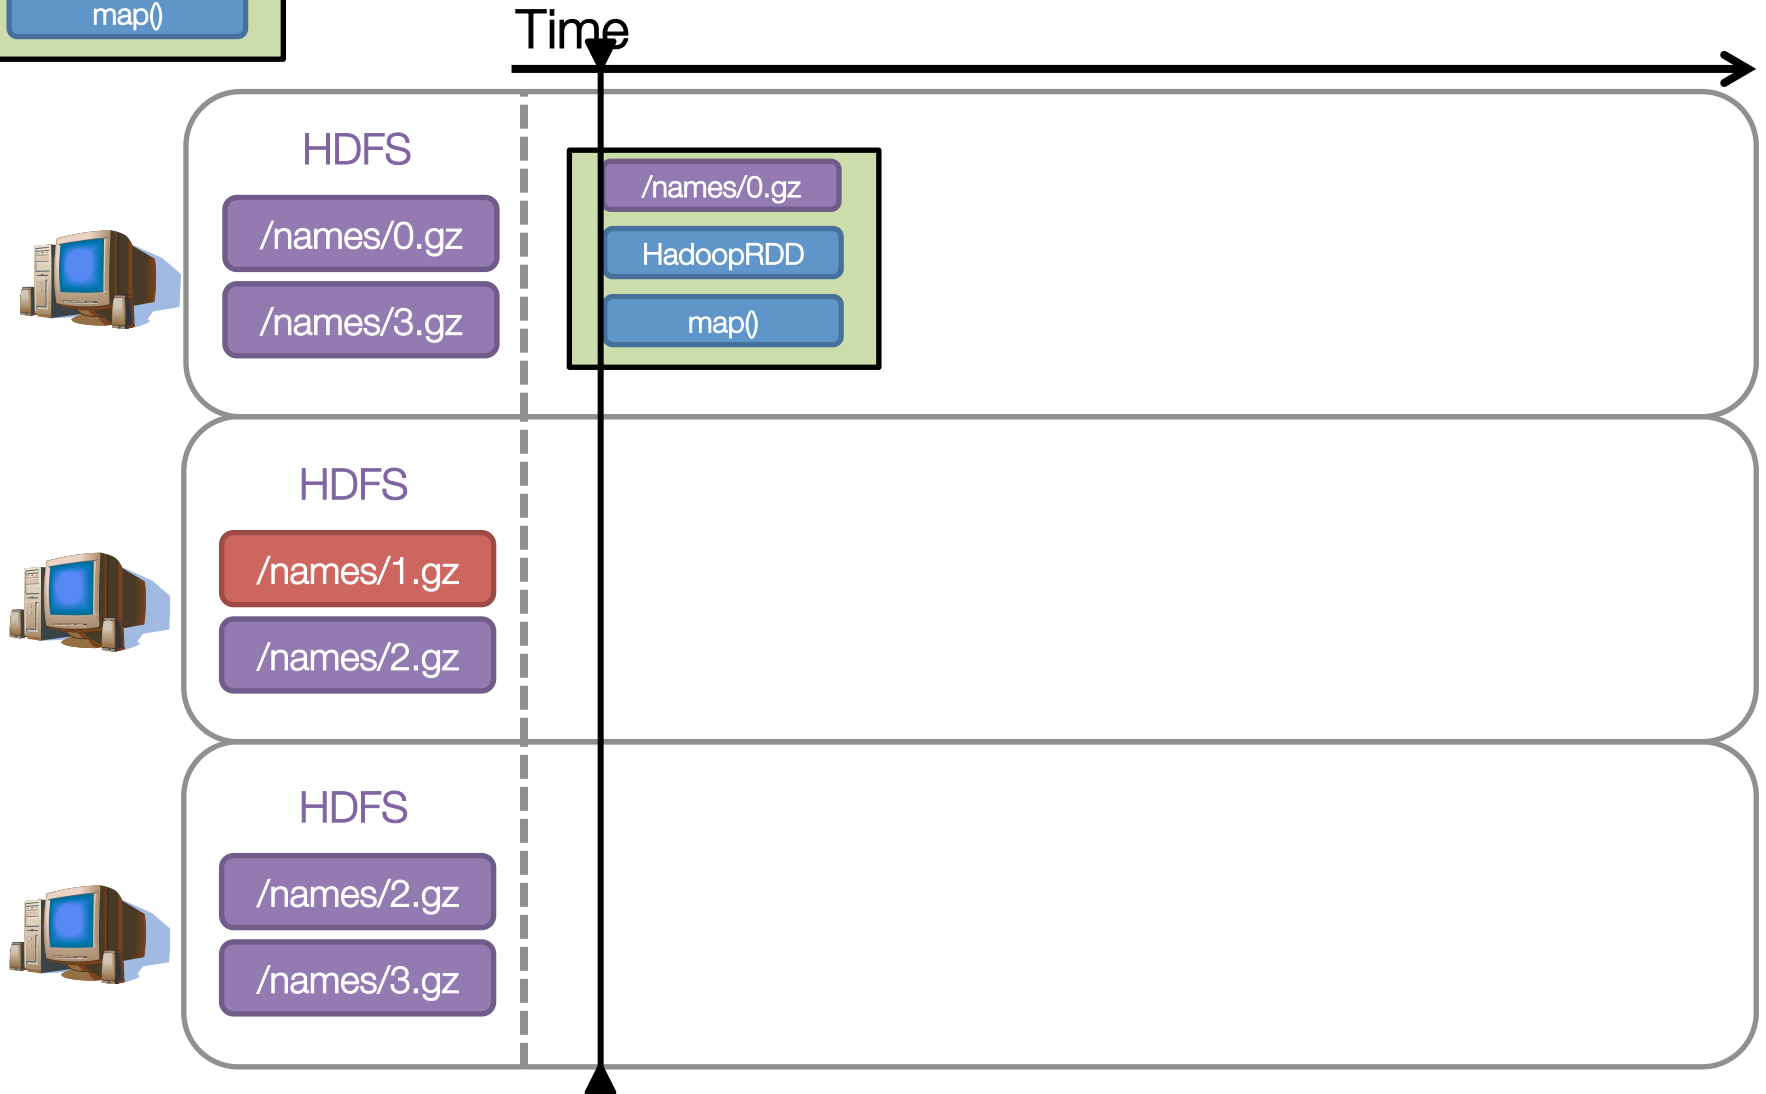 map()
Time
HDFS
/names/0.gz
/names/3.gz
/names/0.gz
HadoopRDD
map()
HDFS
/names/1.gz
/names/2.gz
HDFS
/names/2.gz
/names/3.gz